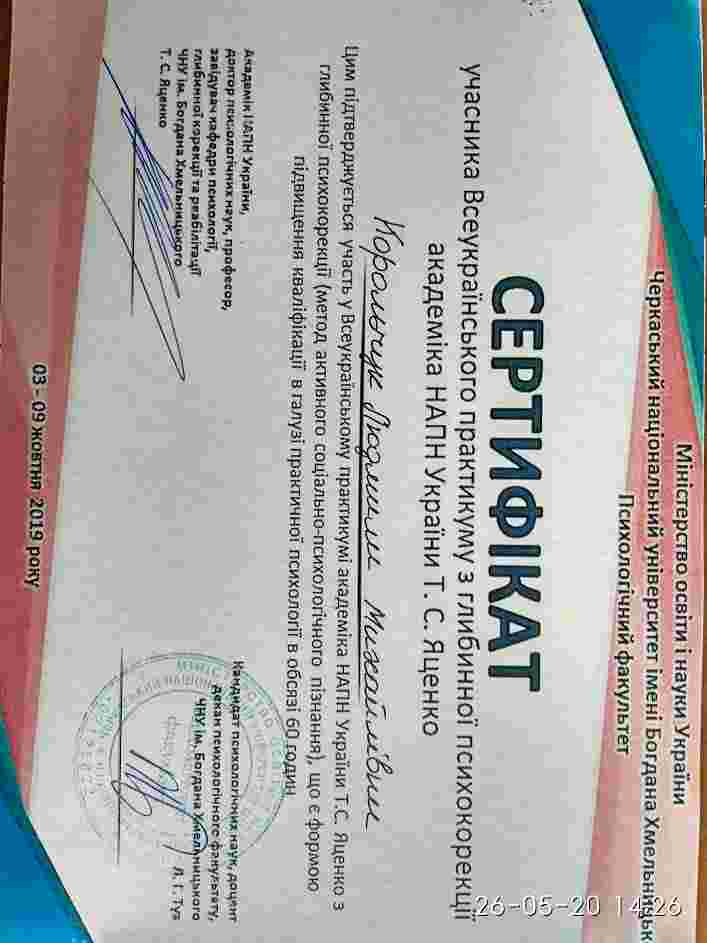 Міністерство освіти і науки України
Черкаський національний університет імені Богдана Хмельницьк
Психологічний факультет
26-05-20 14:26
СЕРТИФІКАТ
учасника Всеукраїнського практикуму з глибинної психокорекції
академіка НАПН України Т. С. Яценко
Корольчук Людмили Михайлівни
Цим підтверджується участь у Всеукраїнському практикумі академіка НАПН України Т.С. Яценко з
глибинної психокорекції (метод активного соціально-психологічного пізнання), що є формою
підвищення кваліфікації в галузі практичної психології в обсязі 60 годин
Академік НАПН України,
доктор психологічних наук, професор,
завідувач кафедри психології,
глибинної корекції та реабілітації
ЧНУ ім. Богдана Хмельницького
Т. С. Яценко
Кандидат психологічних наук, доцент
декан психологічного факультету,
ЧНУ ім. Богдана Хмельницького
Л. Г. Туз
03 - 09 жовтня 2019 року